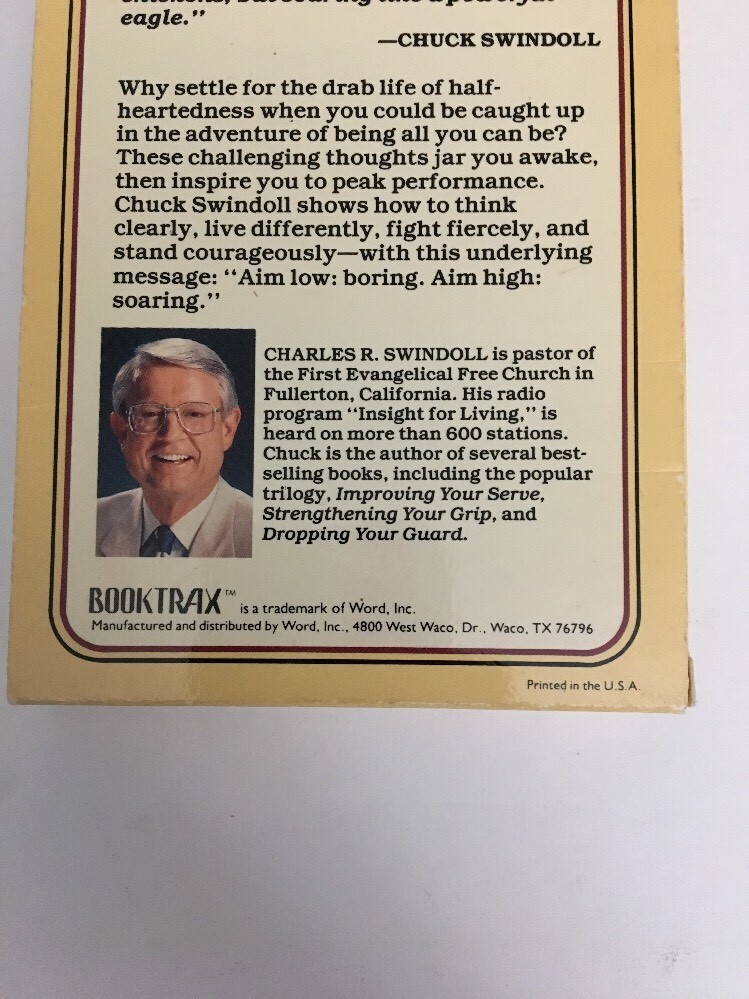 eagle."
—CHUCK SWINDOLL
Why settle for the drab life of half-
heartedness when you could be caught up
in the adventure of being all you can be?
These challenging thoughts jar you awake,
then inspire you to peak performance.
Chuck Swindoll shows how to think
clearly, live differently, fight fiercely, and
stand courageously—with this underlying
message: "Aim low: boring. Aim high:
soaring."
CHARLES R. SWINDOLL is pastor of
the First Evangelical Free Church in
Fullerton, California. His radio
program "Insight for Living," is
heard on more than 600 stations.
Chuck is the author of several best-
selling books, including the popular
trilogy, Improving Your Serve,
Strengthening Your Grip, and
Dropping Your Guard.
BOOKTRAX™ is a trademark of Word, Inc.
Manufactured and distributed by Word, Inc., 4800 West Waco, Dr., Waco, TX 76796
Printed in the U.S.A.